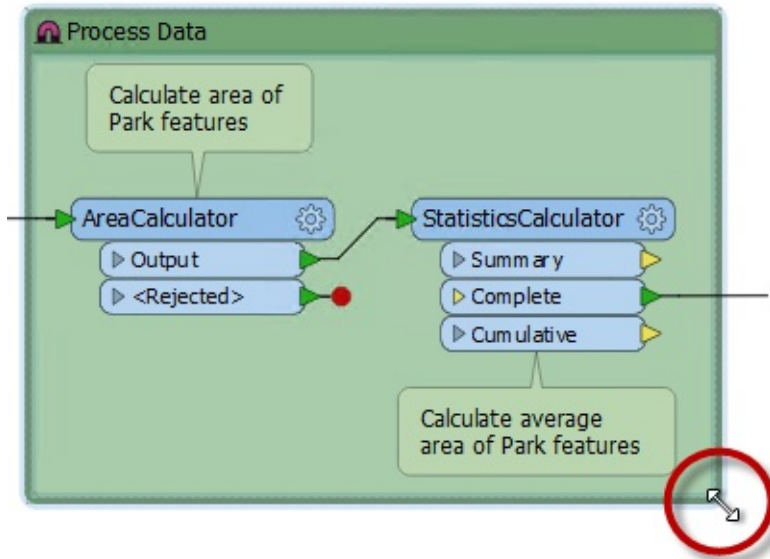 Process Data
Calculate area of
Park features
AreaCalculator
Output
<Rejected>
StatisticsCalculator
Summary
Complete
Cumulative
Calculate average
area of Park features